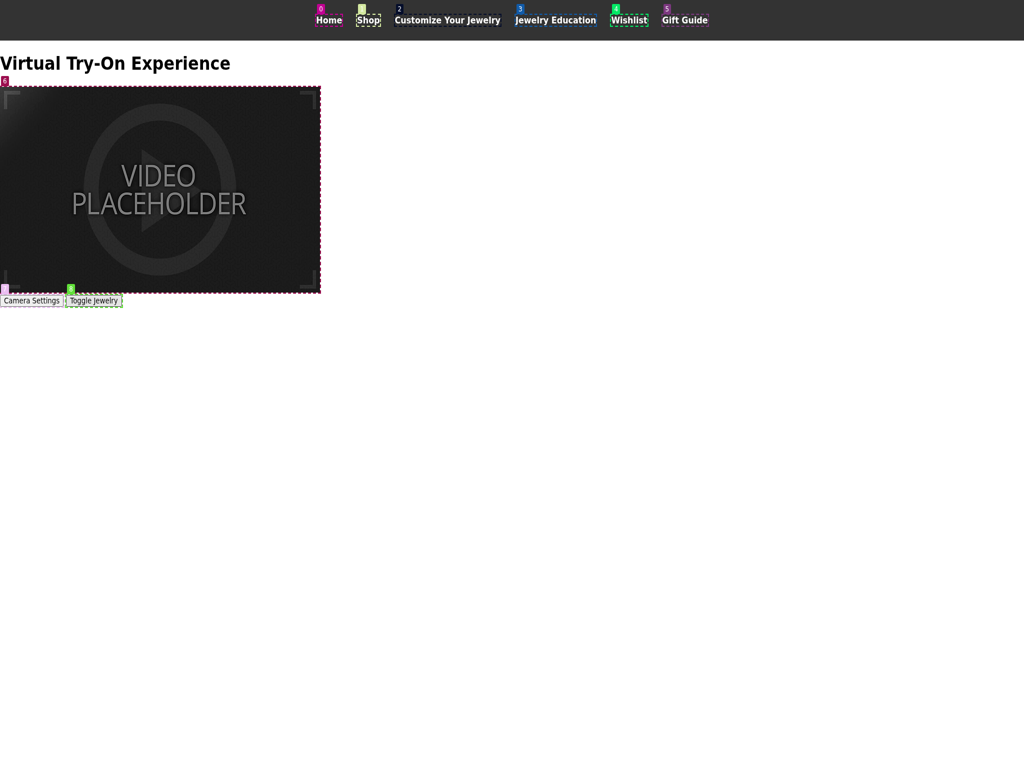 0 1 2 3 4 5
Home Shop Customize Your Jewelry Jewelry Education Wishlist Gift Guide
Virtual Try-On Experience
6
VIDEO
PLACEHOLDER
7 8
Camera Settings Toggle Jewelry